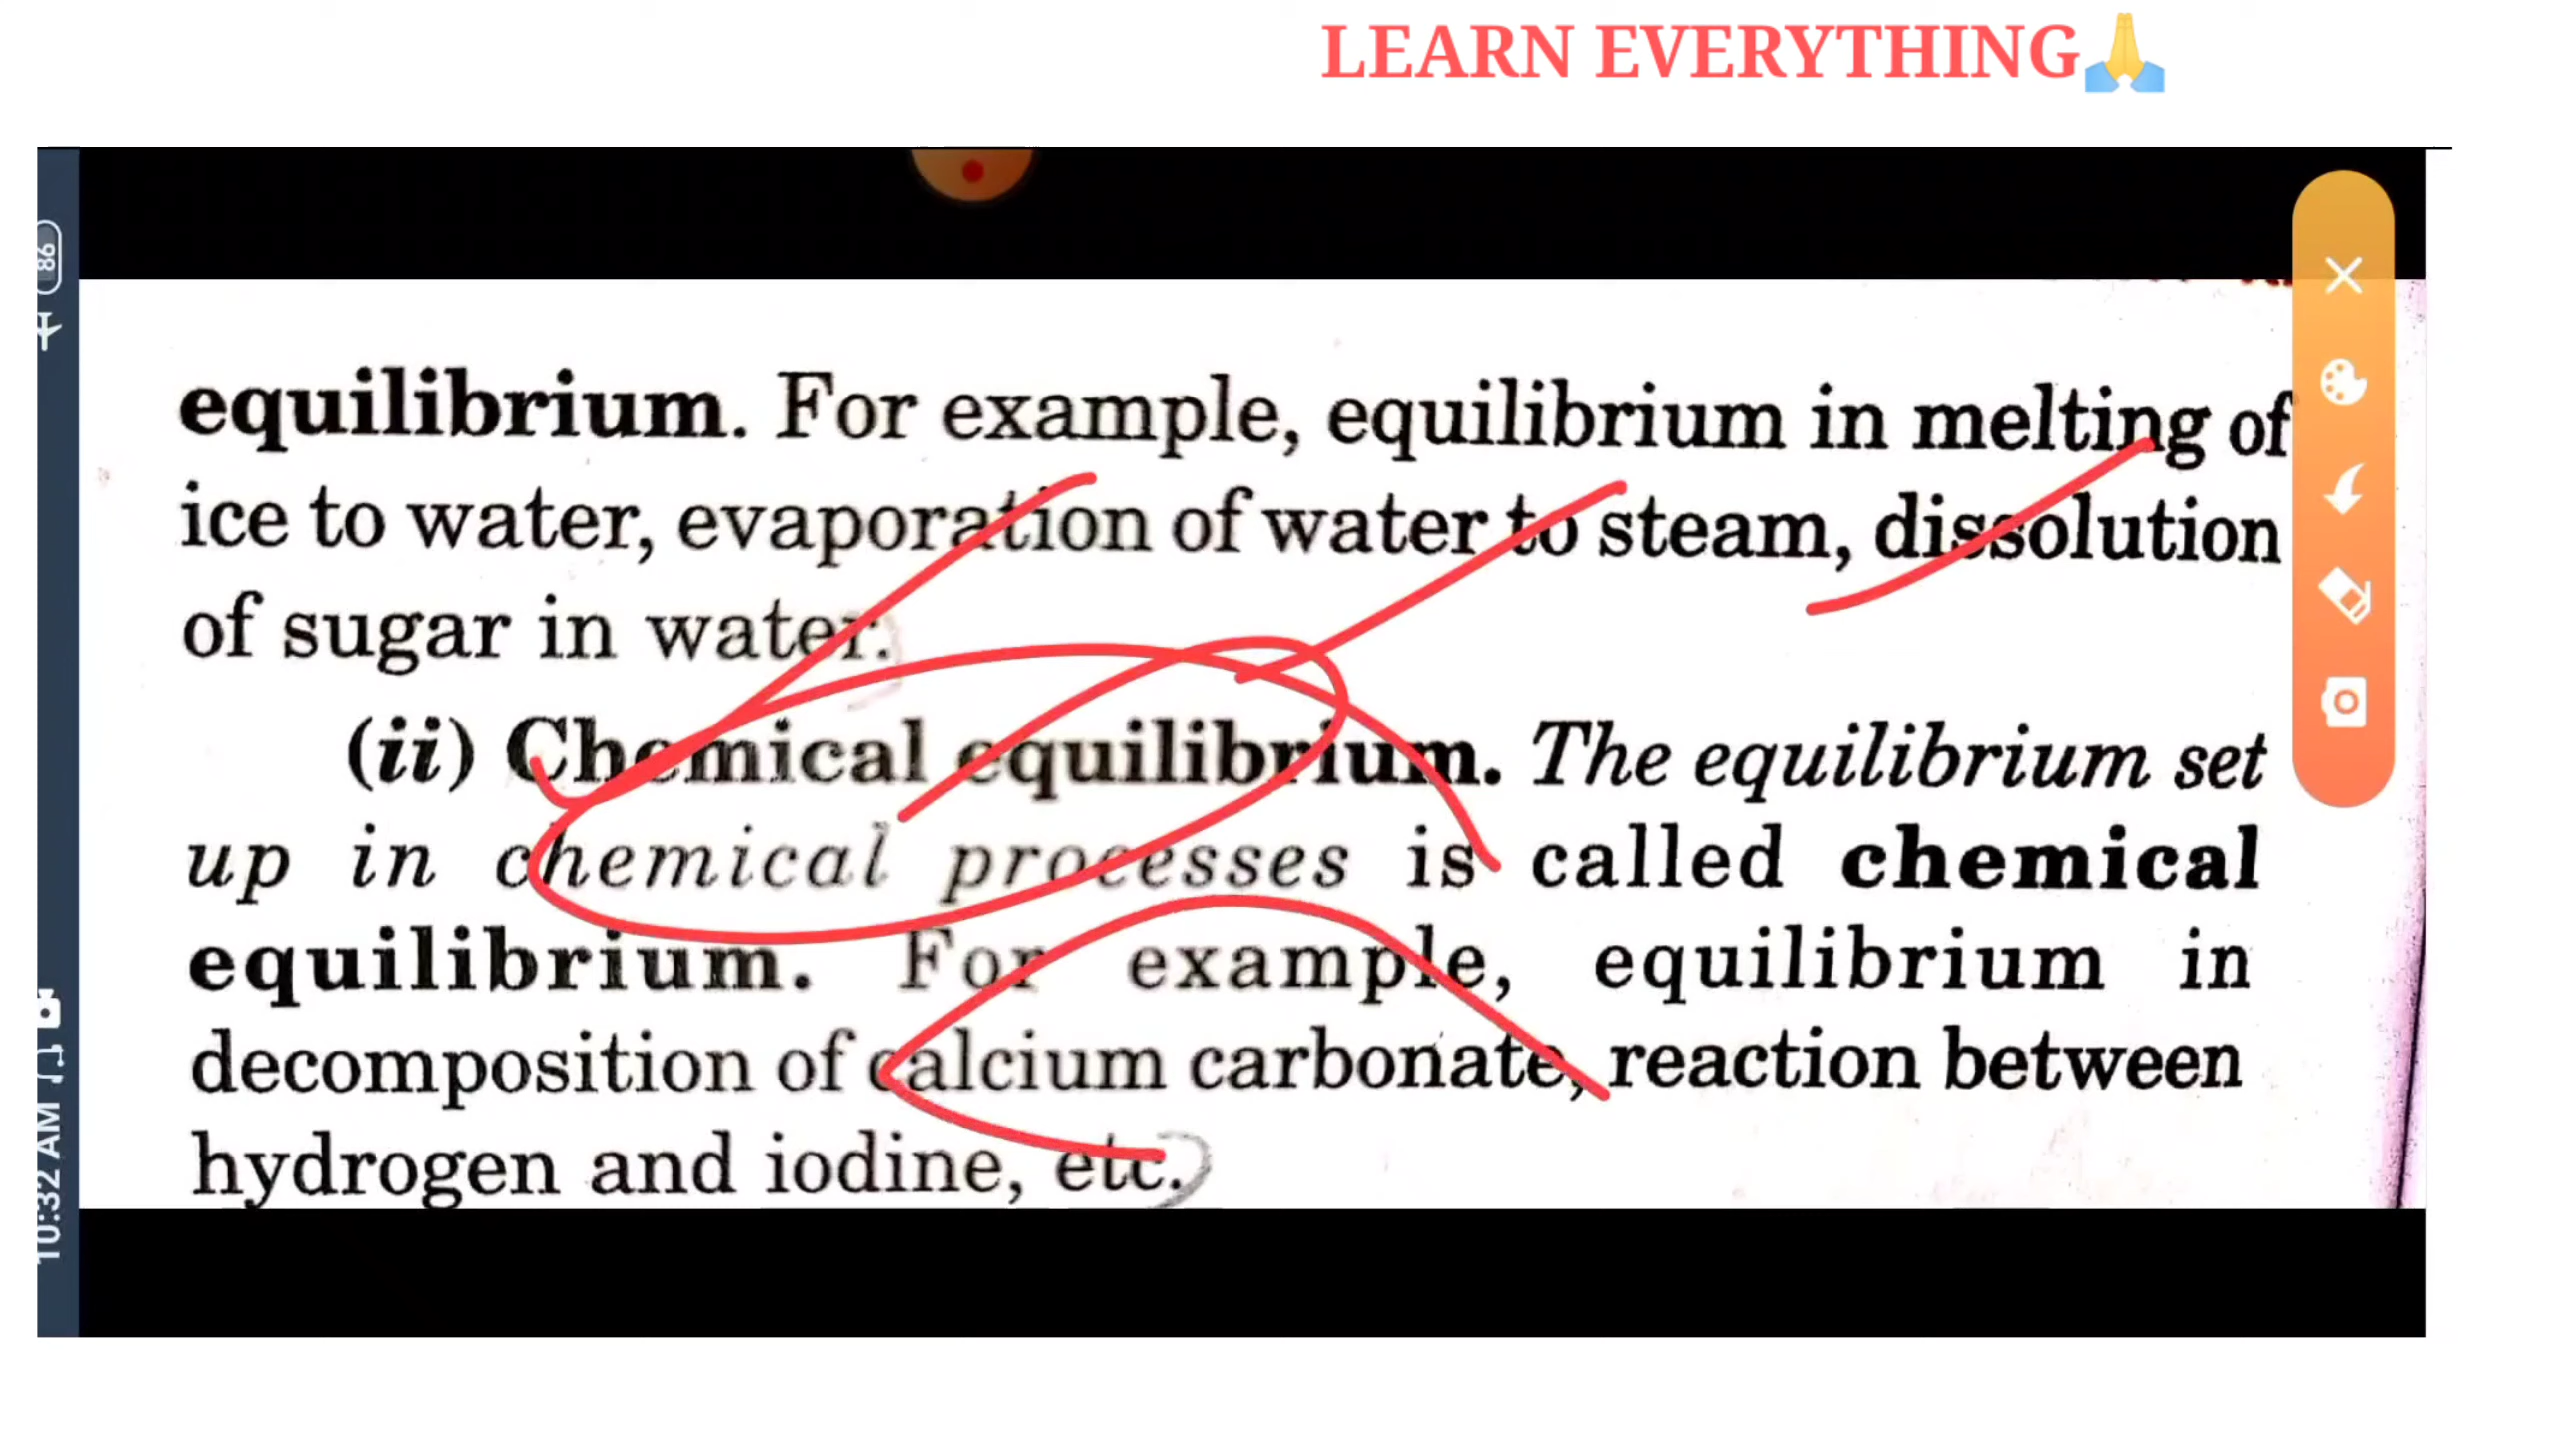 LEARN EVERYTHING🙏
86
equilibrium. For example, equilibrium in melting of
ice to water, evaporation of water to steam, dissolution
of sugar in water.
(ii) Chemical equilibrium. The equilibrium set
up in chemical processes is called chemical
equilibrium. For example, equilibrium in
decomposition of calcium carbonate, reaction between
hydrogen and iodine, etc.
10:32 AM